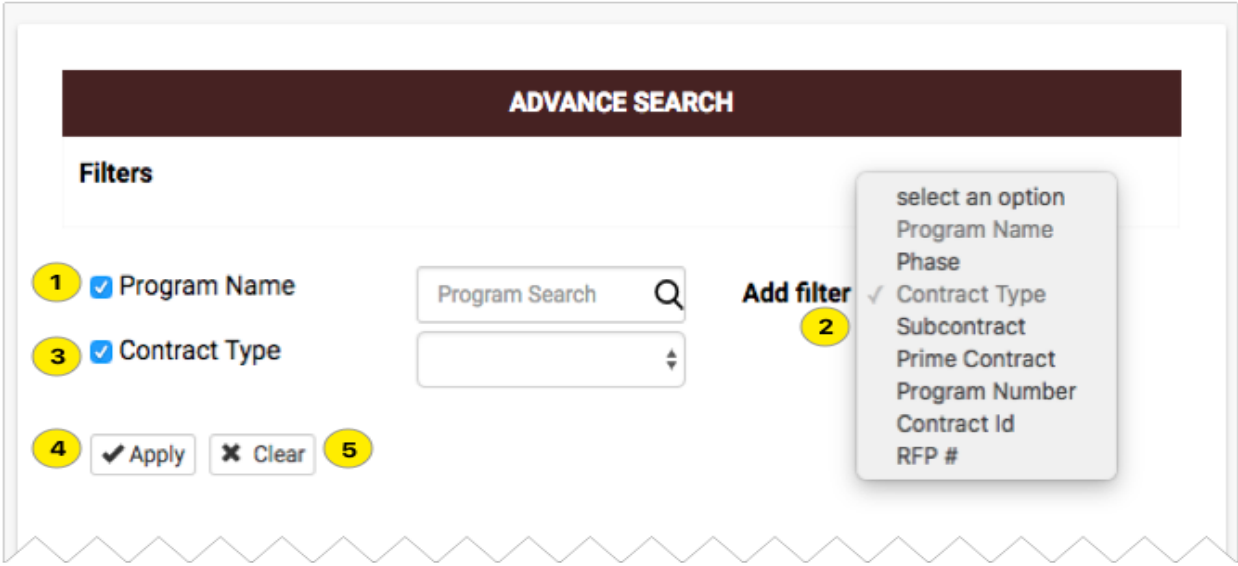 ADVANCE SEARCH
Filters
select an option
Program Name
Phase
1 Program Name Program Search Add filter ✓ Contract Type
2 Subcontract
3 Contract Type Prime Contract
Program Number
Contract Id
4 Apply Clear 5 RFP #